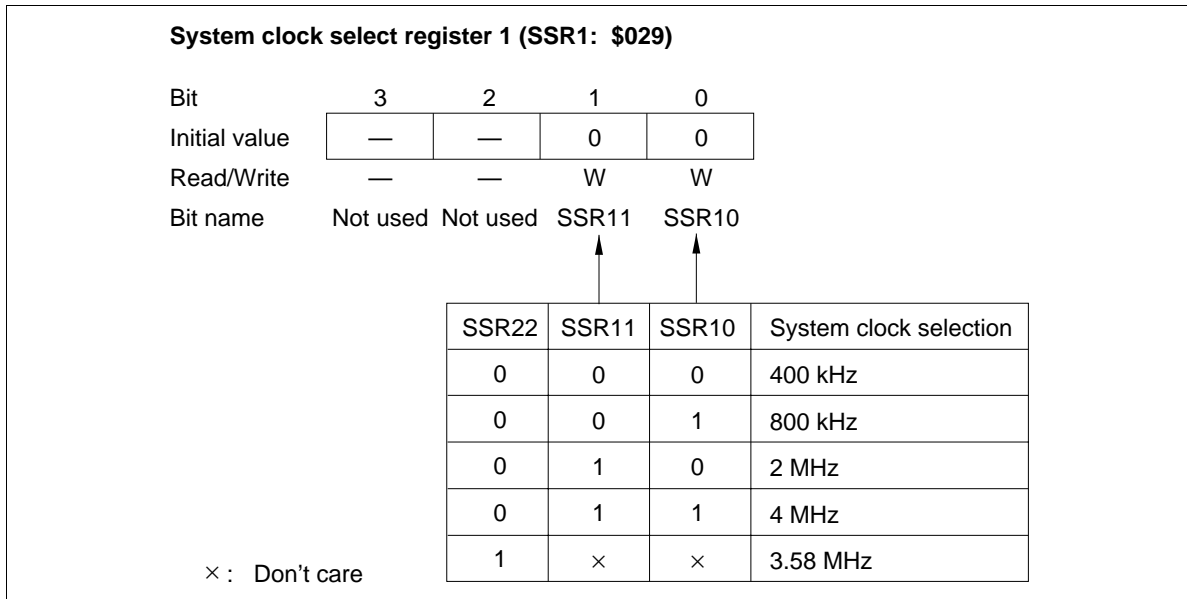 System clock select register 1 (SSR1: $029)
Bit 3 2 1 0
Initial value — — 0 0
Read/Write — — W W
Bit name Not used Not used SSR11 SSR10
SSR22 SSR11 SSR10 System clock selection
0 0 0 400 kHz
0 0 1 800 kHz
0 1 0 2 MHz
0 1 1 4 MHz
1 × × 3.58 MHz
× : Don’t care